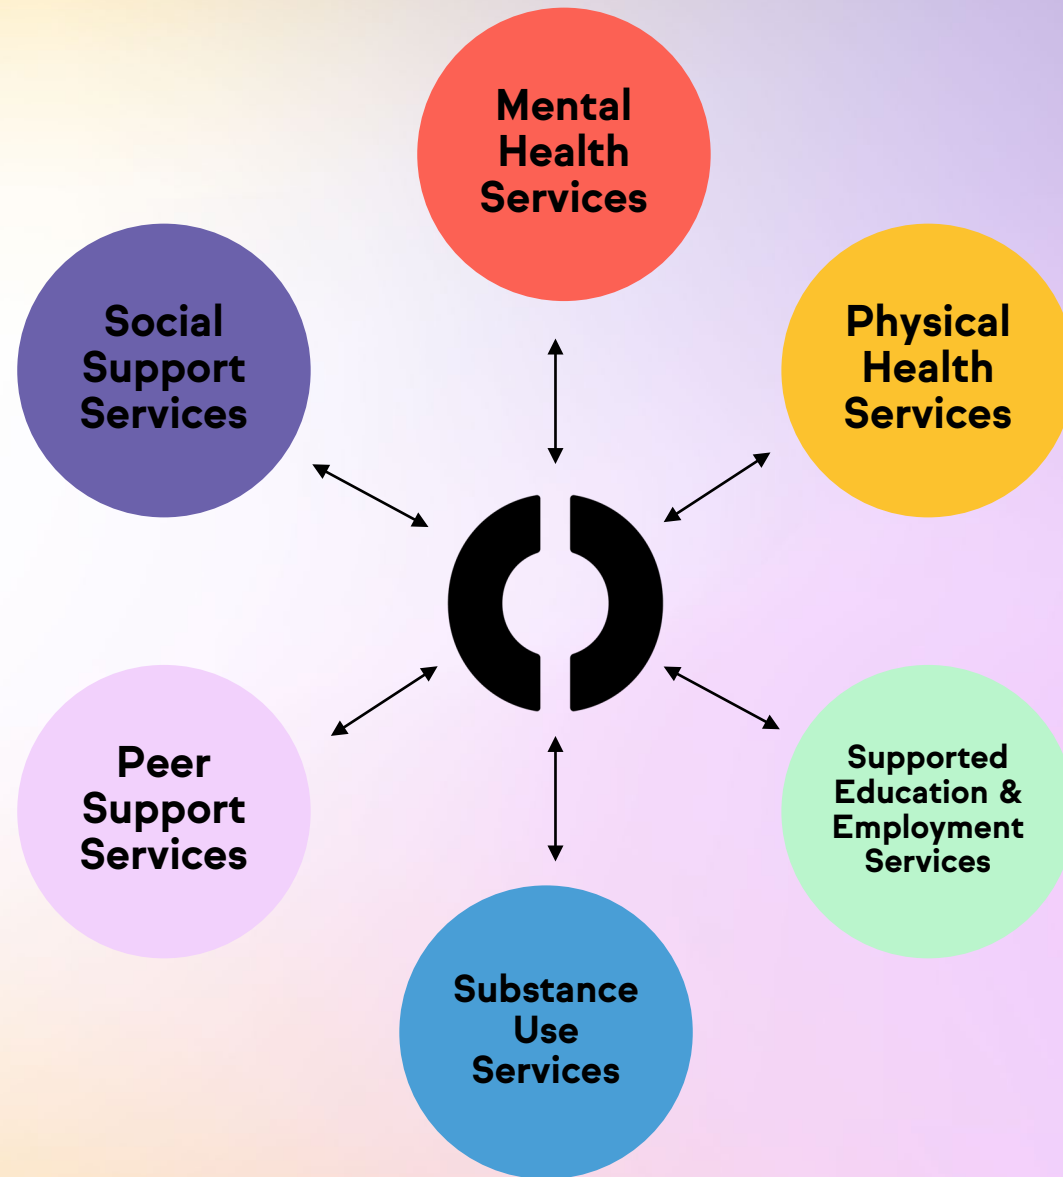 Mental
Health
Services
Physical
Health
Services
Supported
Education &
Employment
Services
Substance
Use
Services
Peer
Support
Services
Social
Support
Services